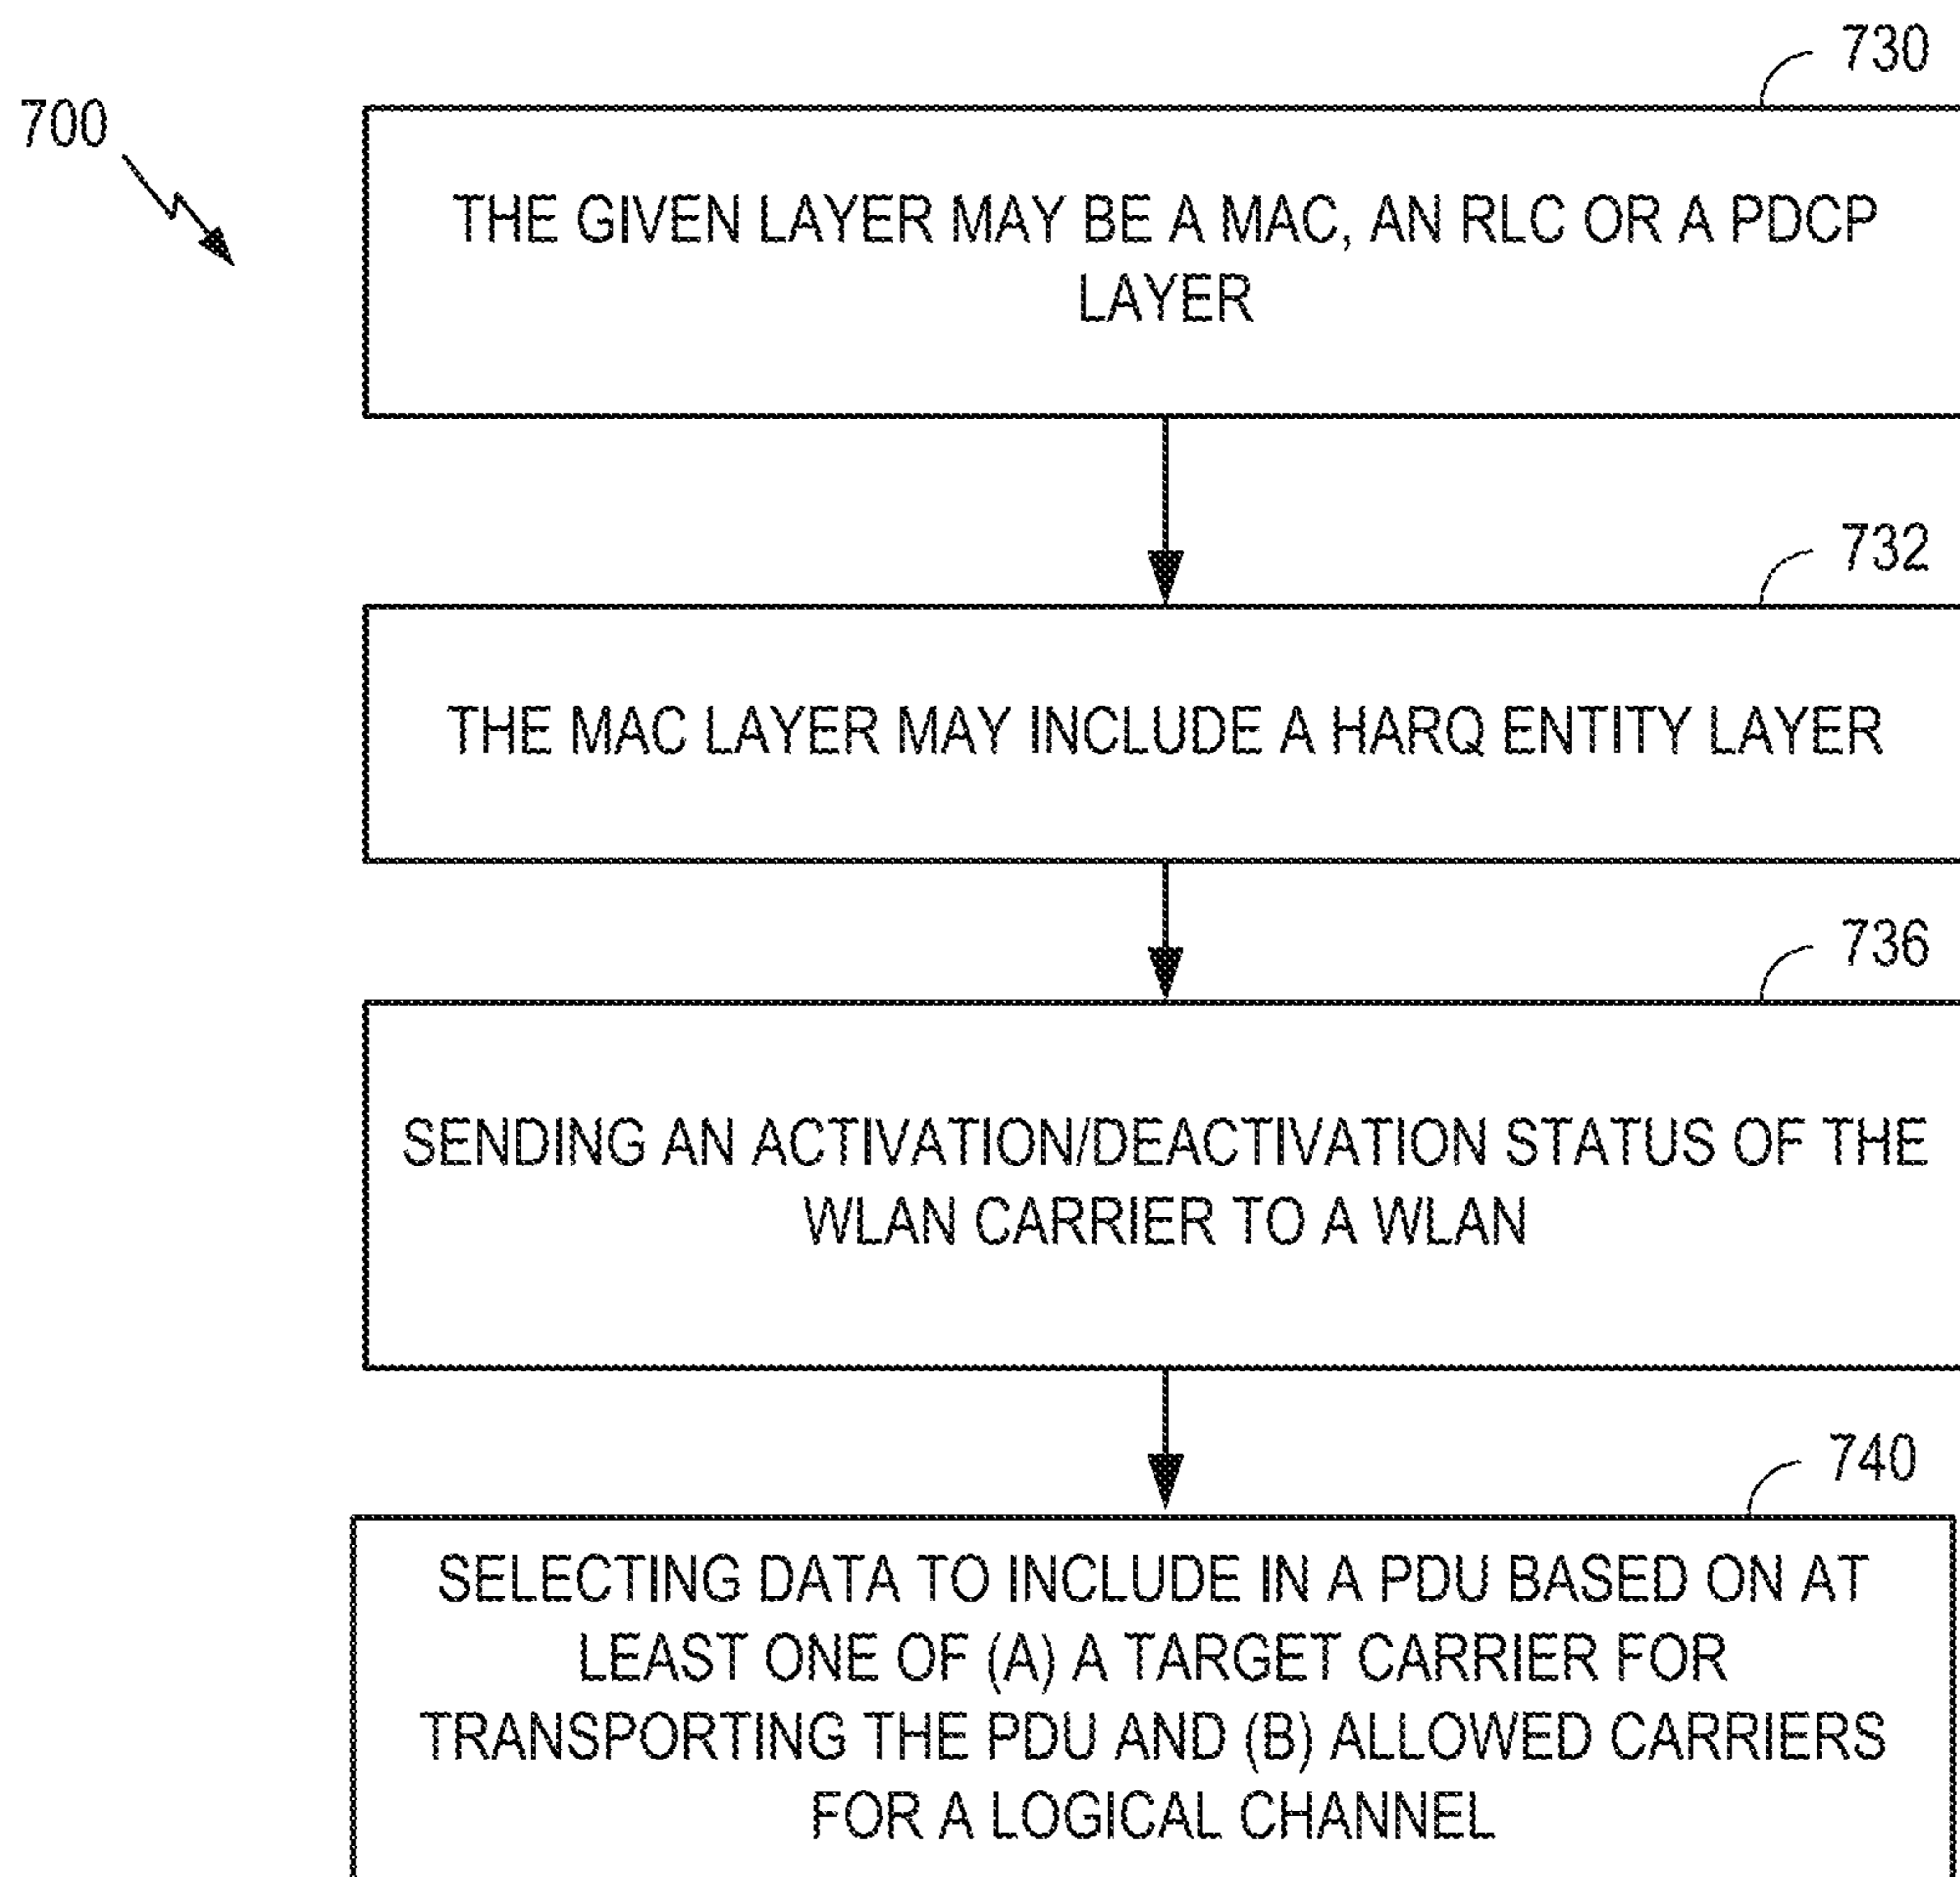 730
700
THE GIVEN LAYER MAY BE A MAC, AN RLC OR A PDCP
LAYER
732
THE MAC LAYER MAY INCLUDE A HARQ ENTITY LAYER
736
SENDING AN ACTIVATION/DEACTIVATION STATUS OF THE
WLAN CARRIER TO A WLAN
740
SELECTING DATA TO INCLUDE IN A PDU BASED ON AT
LEAST ONE OF (A) A TARGET CARRIER FOR
TRANSPORTING THE PDU AND (B) ALLOWED CARRIERS
FOR A LOGICAL CHANNEL